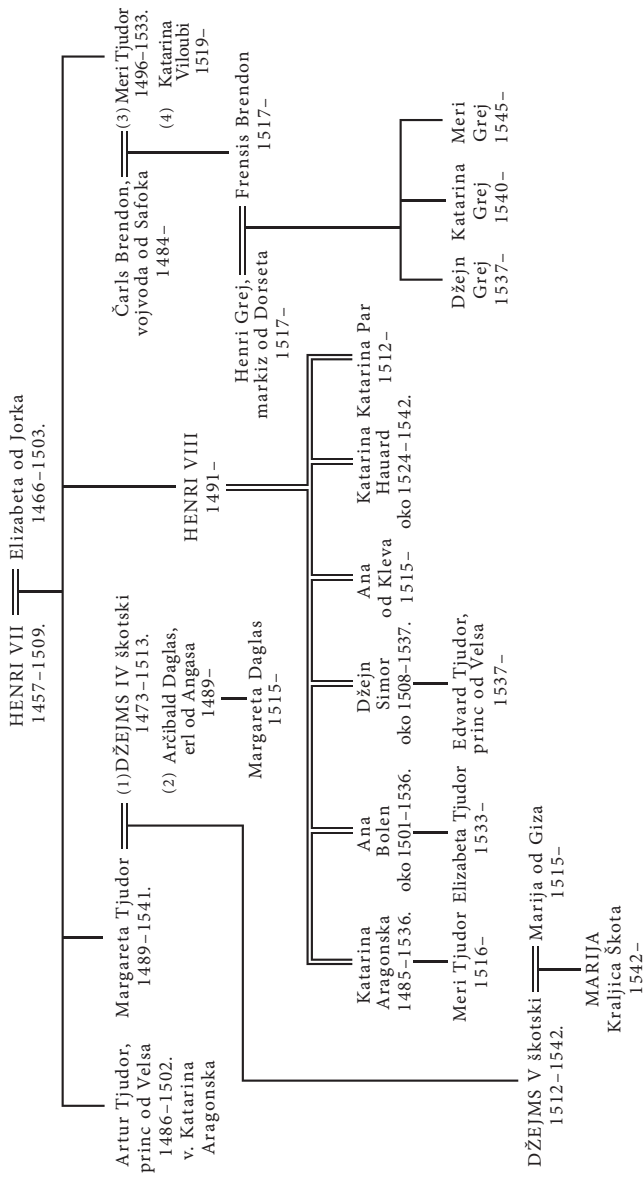 HENRI VII
1457–1509.
Elizabeta od Jorka
1466–1503.
Artur Tjudor,
princ od Velsa
1486–1502.
v. Katarina
Aragonska
Margareta Tjudor
1489–1541.
(1)DŽEJMS IV škotski
1473–1513.
(2) Arčibald Daglas,
erl od Angasa
1489–
Margareta Daglas
1515–
HENRI VIII
1491–
Čarls Brendon,
vojvoda od Safoka
1484–
(3) Meri Tjudor
1496–1533.
(4) Katarina
Viloubi
1519–
Henri Grej,
markiz od Dorseta
1517–
Frensis Brendon
1517–
Džejn
Grej
1537–
Katarina
Grej
1540–
Meri
Grej
1545–
Katarina
Aragonska
1485–1536.
Ana
Bolen
oko 1501–1536.
Džejn
Simor
oko 1508–1537.
Ana
od Kleva
1515–
Katarina
Hauard
oko 1524–1542.
Katarina Par
1512–
Meri Tjudor
1516–
Elizabeta Tjudor
1533–
Edvard Tjudor,
princ od Velsa
1537–
DŽEJMS V škotski
1512–1542.
Marija od Giza
1515–
MARIJA
Kraljica Škota
1542–